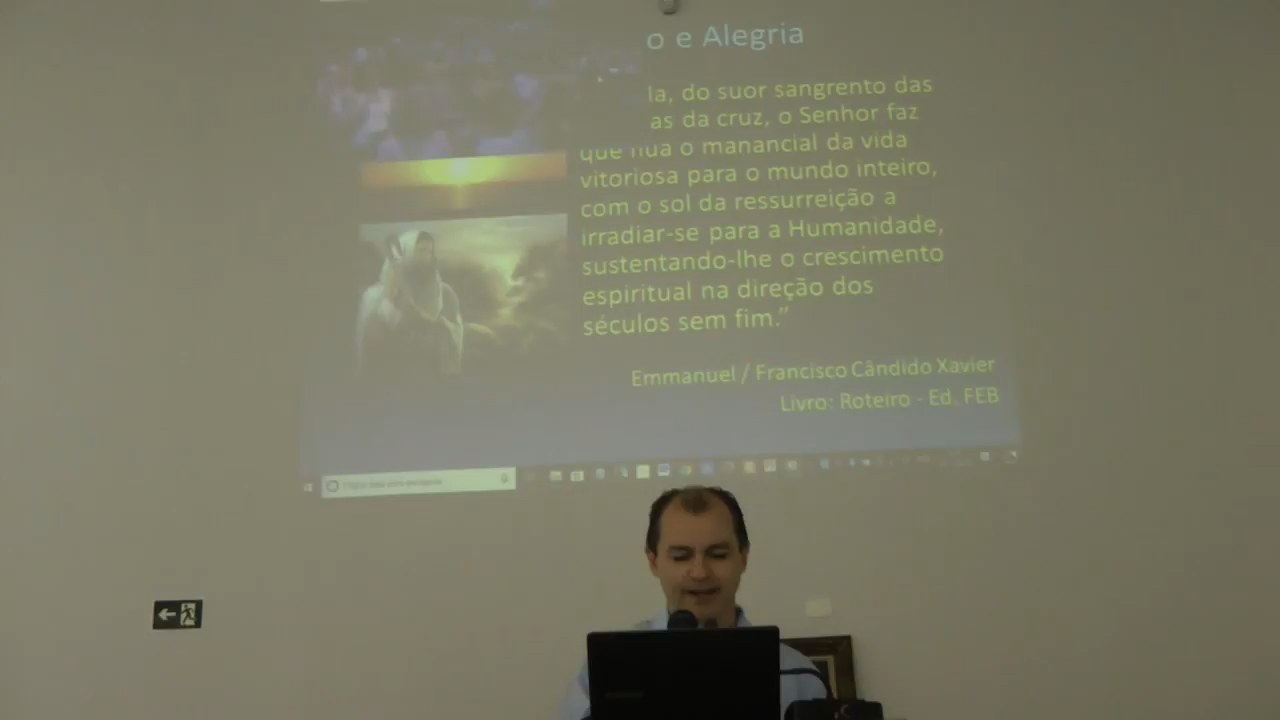 o e Alegria
la, do suor sangrento das
as da cruz, o Senhor faz
que flua o manancial da vida
vitoriosa para o mundo inteiro,
com o sol da ressurreição a
irradiar-se para a Humanidade,
sustentando-lhe o crescimento
espiritual na direção dos
séculos sem fim.”
Emmanuel / Francisco Cândido Xavier
Livro: Roteiro - Ed. FEB